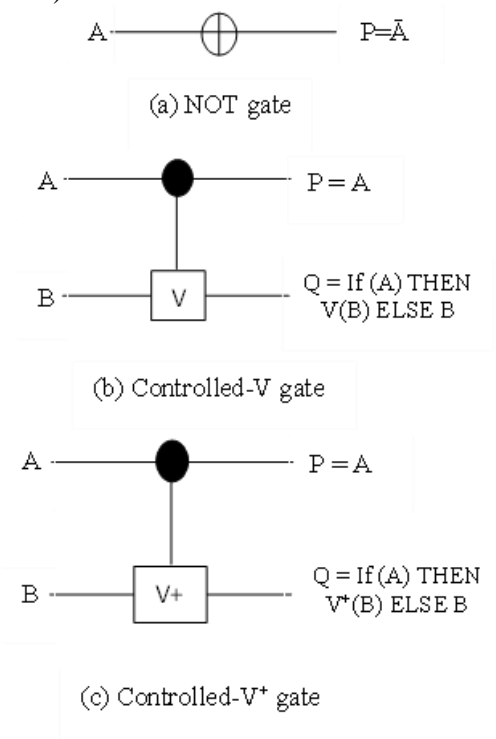 A P=Ā
(a) NOT gate
A P = A
B V Q = If (A) THEN
V(B) ELSE B
(b) Controlled-V gate
A P = A
B V+ Q = If (A) THEN
V⁺(B) ELSE B
(c) Controlled-V⁺ gate